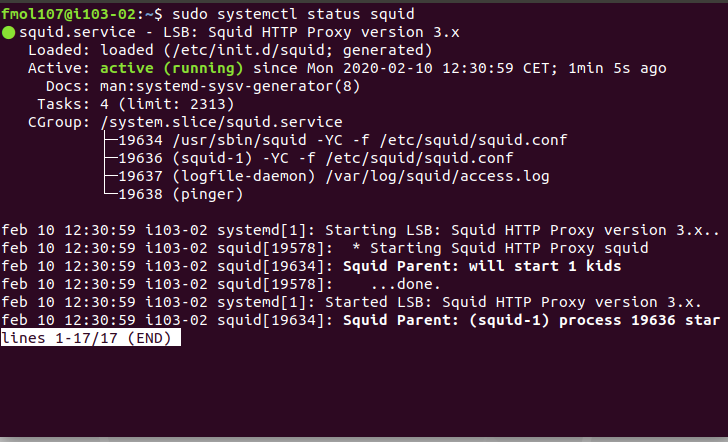 fmol107@i103-02:~$ sudo systemctl status squid
● squid.service - LSB: Squid HTTP Proxy version 3.x
   Loaded: loaded (/etc/init.d/squid; generated)
   Active: active (running) since Mon 2020-02-10 12:30:59 CET; 1min 5s ago
     Docs: man:systemd-sysv-generator(8)
    Tasks: 4 (limit: 2313)
   CGroup: /system.slice/squid.service
           ├─19634 /usr/sbin/squid -YC -f /etc/squid/squid.conf
           ├─19636 (squid-1) -YC -f /etc/squid/squid.conf
           ├─19637 (logfile-daemon) /var/log/squid/access.log
           └─19638 (pinger)

feb 10 12:30:59 i103-02 systemd[1]: Starting LSB: Squid HTTP Proxy version 3.x..
feb 10 12:30:59 i103-02 squid[19578]:  * Starting Squid HTTP Proxy squid
feb 10 12:30:59 i103-02 squid[19634]: Squid Parent: will start 1 kids
feb 10 12:30:59 i103-02 squid[19578]:    ...done.
feb 10 12:30:59 i103-02 systemd[1]: Started LSB: Squid HTTP Proxy version 3.x.
feb 10 12:30:59 i103-02 squid[19634]: Squid Parent: (squid-1) process 19636 star
lines 1-17/17 (END)